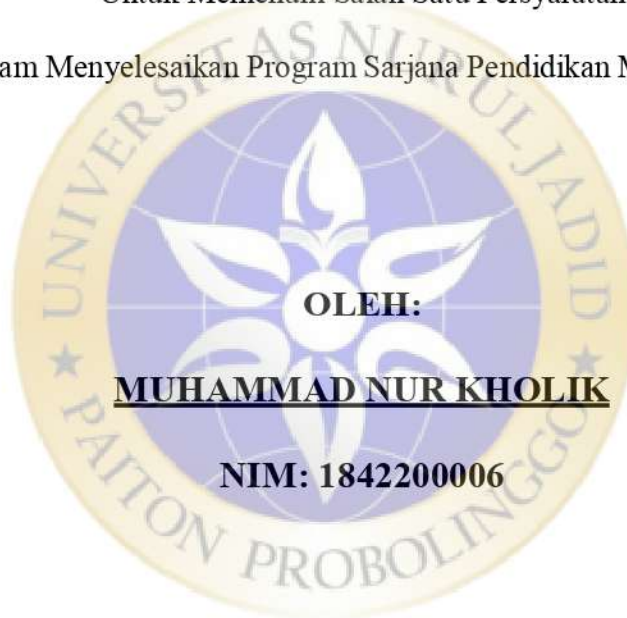 Untuk Memenuhi Salah Satu Persyaratan
Menyelesaikan Program Sarjana Pendidikan
UNIVERSITAS NURUL JADID
OLEH:
MUHAMMAD NUR KHOLIK
NIM: 1842200006
PAITON PROBOLINGGO